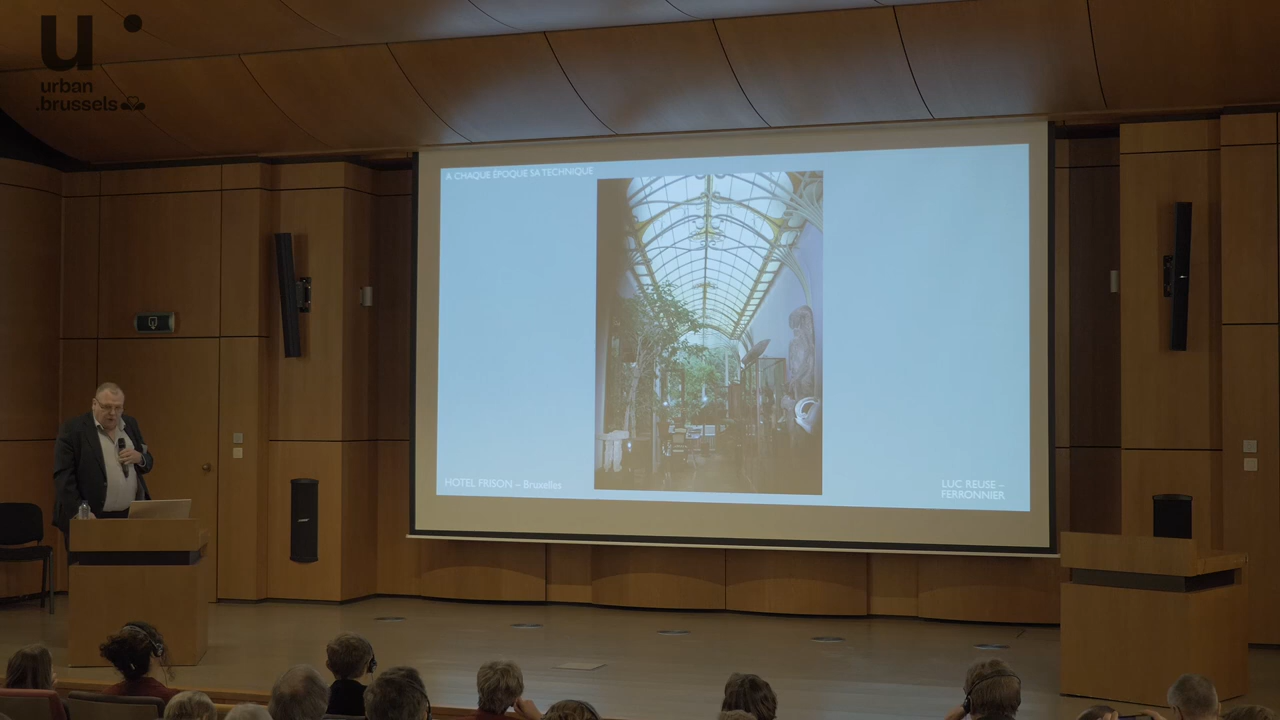 u
urban
.brussels
A CHAQUE ÉPOQUE SA TECHNIQUE
HOTEL FRISON – Bruxelles
LUC REUSE –
FERRONNIER